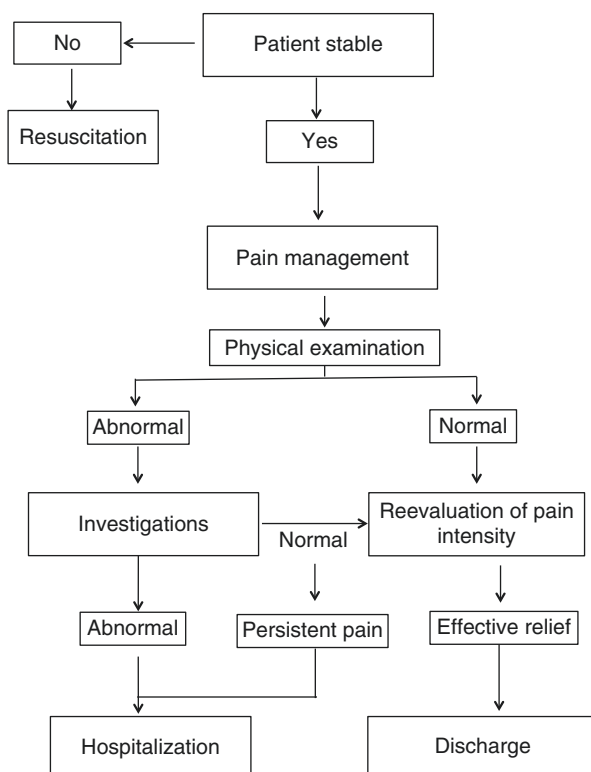 No
Patient stable
Resuscitation
Yes
Pain management
Physical examination
Abnormal
Normal
Investigations
Normal
Reevaluation of pain
intensity
Abnormal
Persistent pain
Effective relief
Hospitalization
Discharge